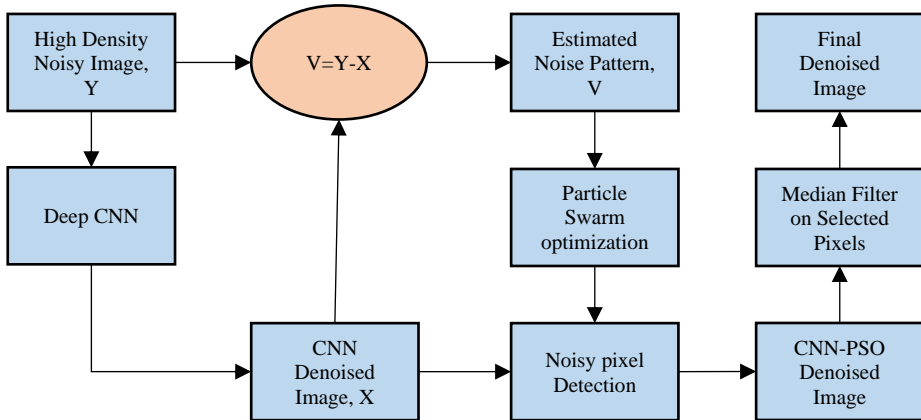 High Density
Noisy Image,
Y
V=Y-X
Estimated
Noise Pattern,
V
Final
Denoised
Image
Deep CNN
Particle
Swarm
optimization
Median Filter
on Selected
Pixels
CNN
Denoised
Image, X
Noisy pixel
Detection
CNN-PSO
Denoised
Image